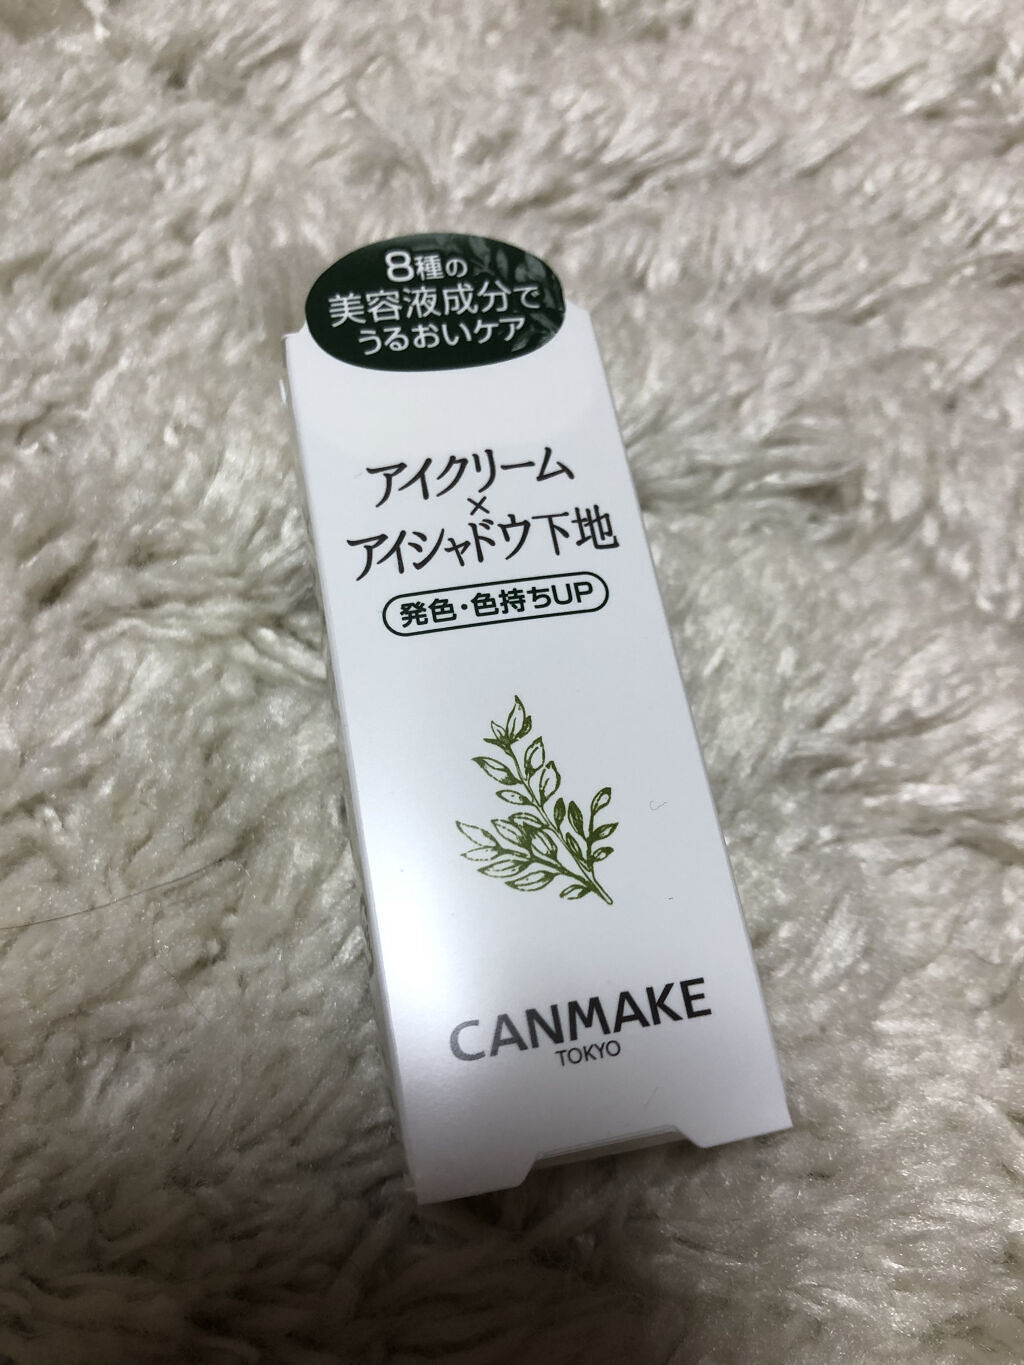 8種の
美容液成分で
うるおいケア
アイクリーム
×
アイシャドウ下地
発色・色持ちUP
CANMAKE
TOKYO